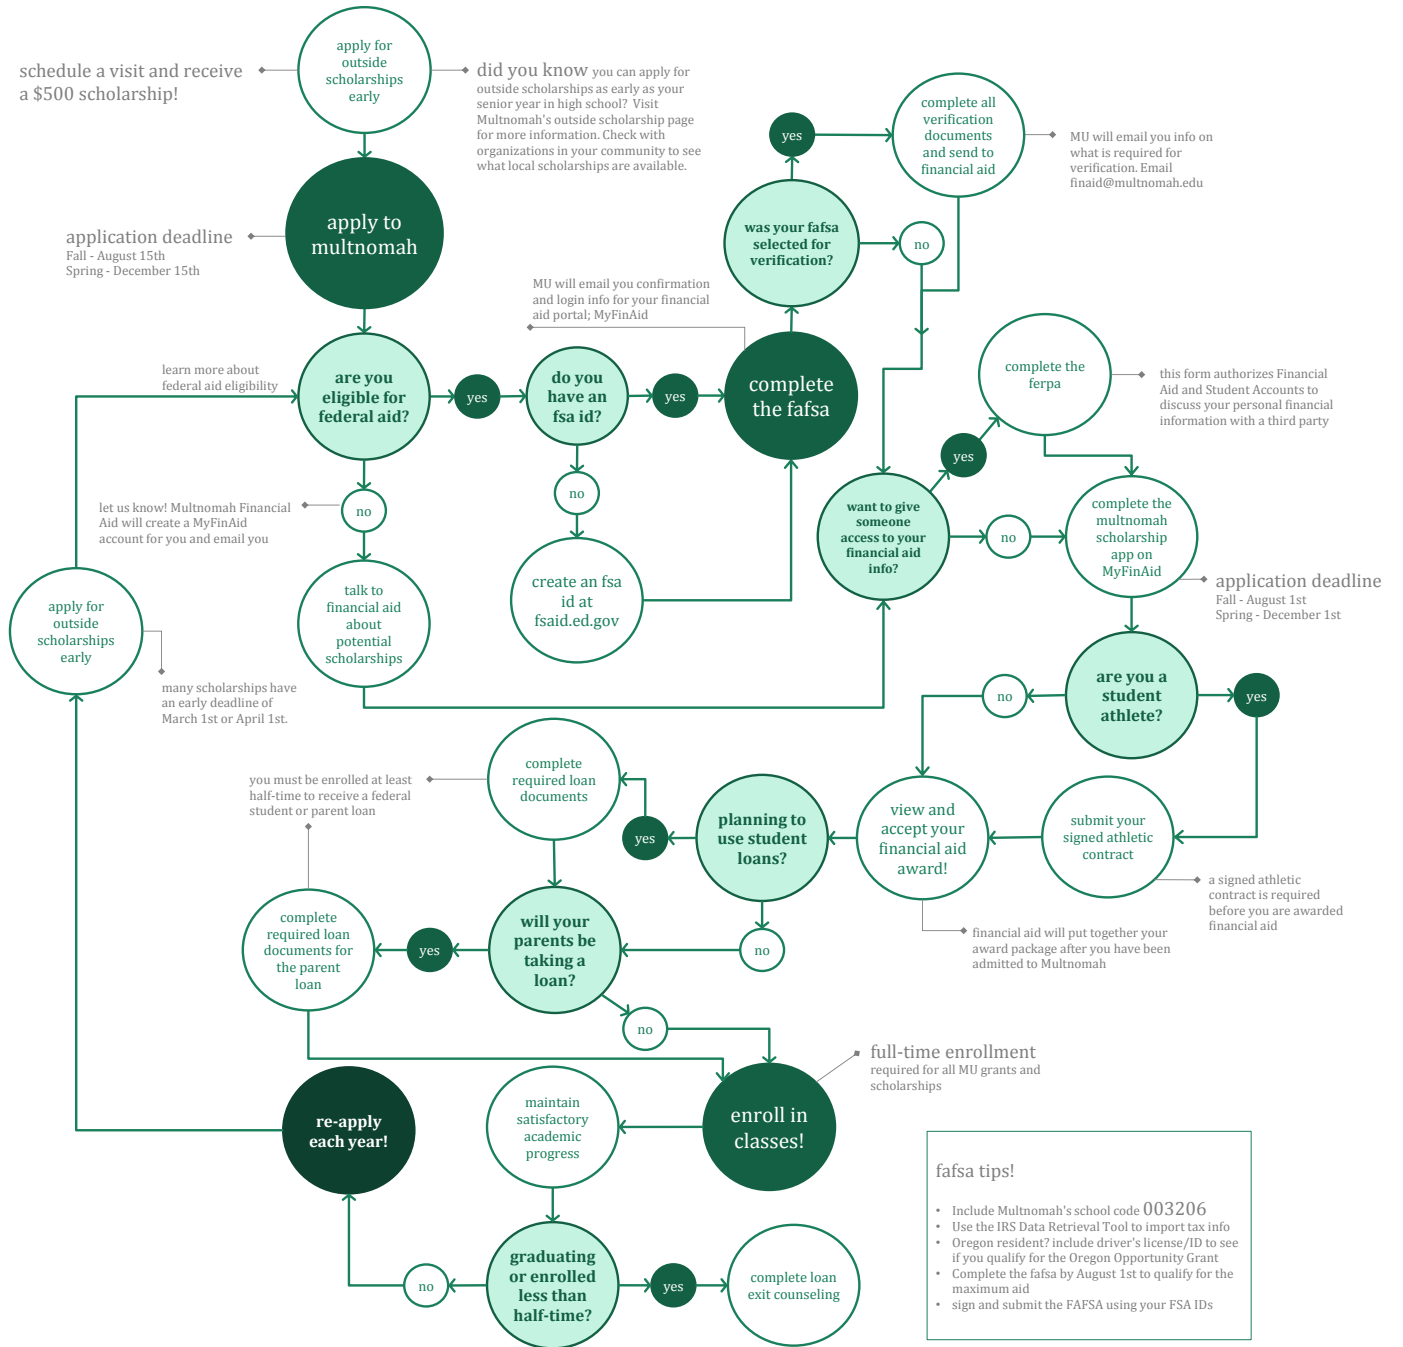 apply for
outside
scholarships
early
schedule a visit and receive
a $500 scholarship!
did you know you can apply for
outside scholarships as early as your
senior year in high school? Visit
Multnomah's outside scholarship page
for more information. Check with
organizations in your community to see
what local scholarships are available.
apply to
multnomah
application deadline
Fall - August 15th
Spring - December 15th
learn more about
federal aid eligibility
are you
eligible for
federal aid?
yes
no
let us know! Multnomah Financial
Aid will create a MyFinAid
account for you and email you
talk to
financial aid
about
potential
scholarships
do you
have an
fsa id?
yes
no
create an fsa
id at
fsaid.ed.gov
MU will email you confirmation
and login info for your financial
aid portal; MyFinAid
complete
the fafsa
was your fafsa
selected for
verification?
yes
no
complete all
verification
documents
and send to
financial aid
MU will email you info on
what is required for
verification. Email
finaid@multnomah.edu
want to give
someone
access to your
financial aid
info?
yes
no
complete the
ferpa
this form authorizes Financial
Aid and Student Accounts to
discuss your personal financial
information with a third party
complete the
multnomah
scholarship
app on
MyFinAid
application deadline
Fall - August 1st
Spring - December 1st
are you a
student
athlete?
no
yes
submit your
signed athletic
contract
a signed athletic
contract is required
before you are awarded
financial aid
view and
accept your
financial aid
award!
financial aid will put together your
award package after you have been
admitted to Multnomah
planning to
use student
loans?
yes
no
complete
required loan
documents
you must be enrolled at least
half-time to receive a federal
student or parent loan
will your
parents be
taking a
loan?
yes
no
complete
required loan
documents for
the parent
loan
enroll in
classes!
full-time enrollment
required for all MU grants and
scholarships
maintain
satisfactory
academic
progress
graduating
or enrolled
less than
half-time?
yes
no
complete loan
exit counseling
re-apply
each year!
apply for
outside
scholarships
early
many scholarships have
an early deadline of
March 1st or April 1st.
fafsa tips!
• Include Multnomah's school code 003206
• Use the IRS Data Retrieval Tool to import tax info
• Oregon resident? include driver's license/ID to see
if you qualify for the Oregon Opportunity Grant
• Complete the fafsa by August 1st to qualify for the
maximum aid
• sign and submit the FAFSA using your FSA IDs